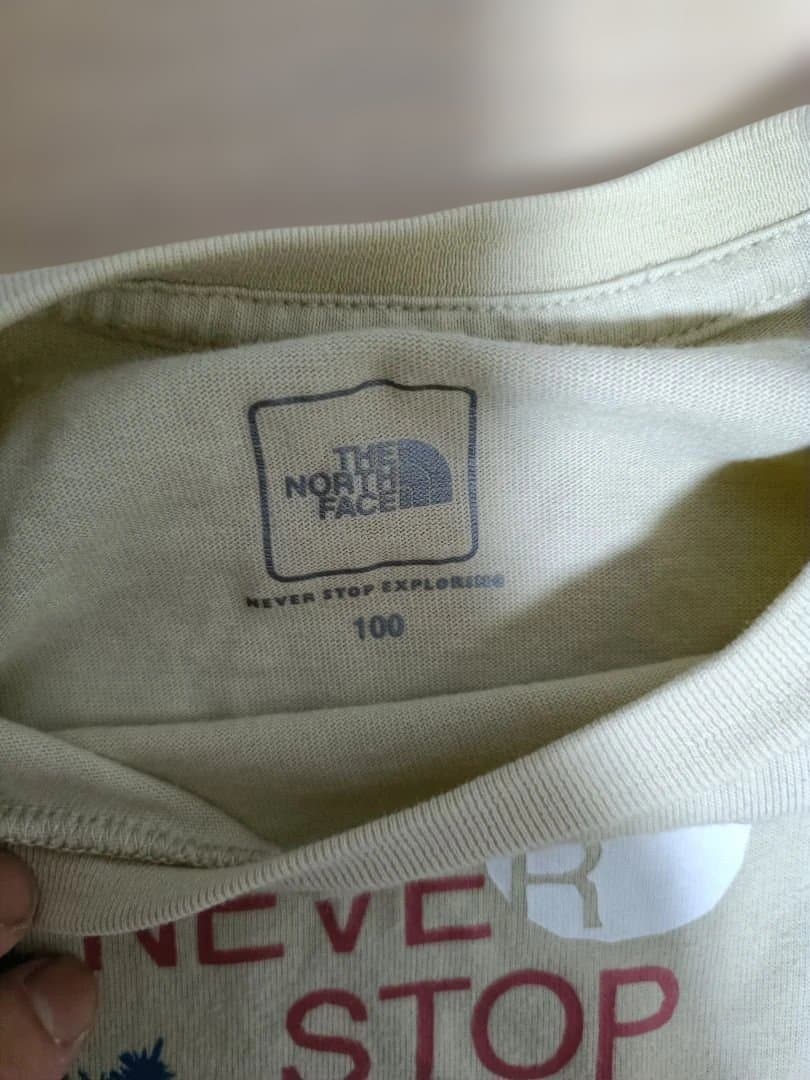 THE
NORTH
FACE
NEVER STOP EXPLORING
100
NEVER
STOP